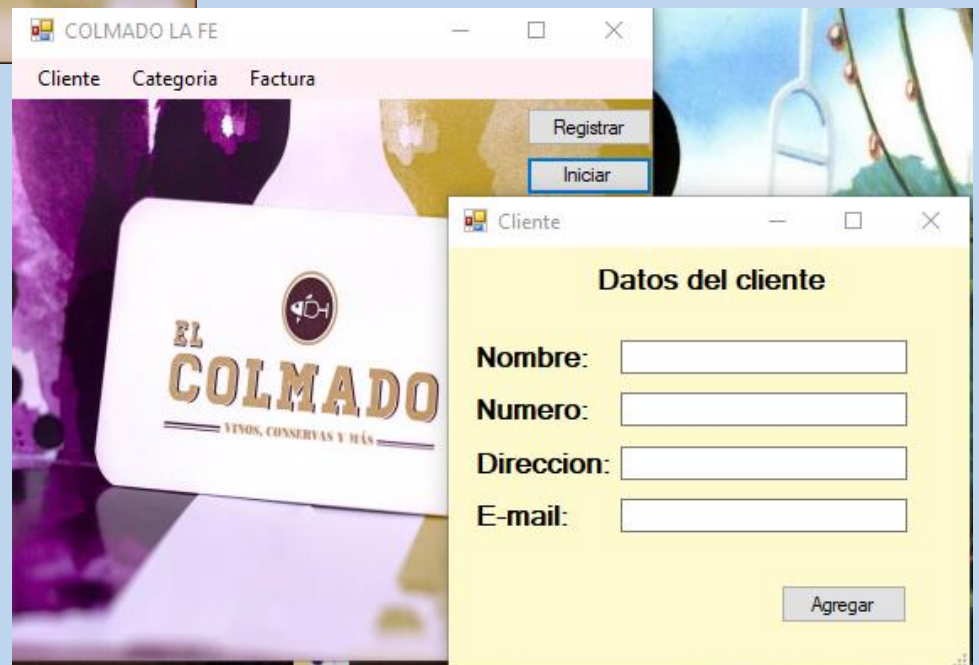 COLMADO LA FE
Cliente Categoria Factura
Registrar
Iniciar
EL
COLMADO
VINOS, CONSERVAS Y MÁS
Cliente
Datos del cliente
Nombre:
Numero:
Direccion:
E-mail:
Agregar